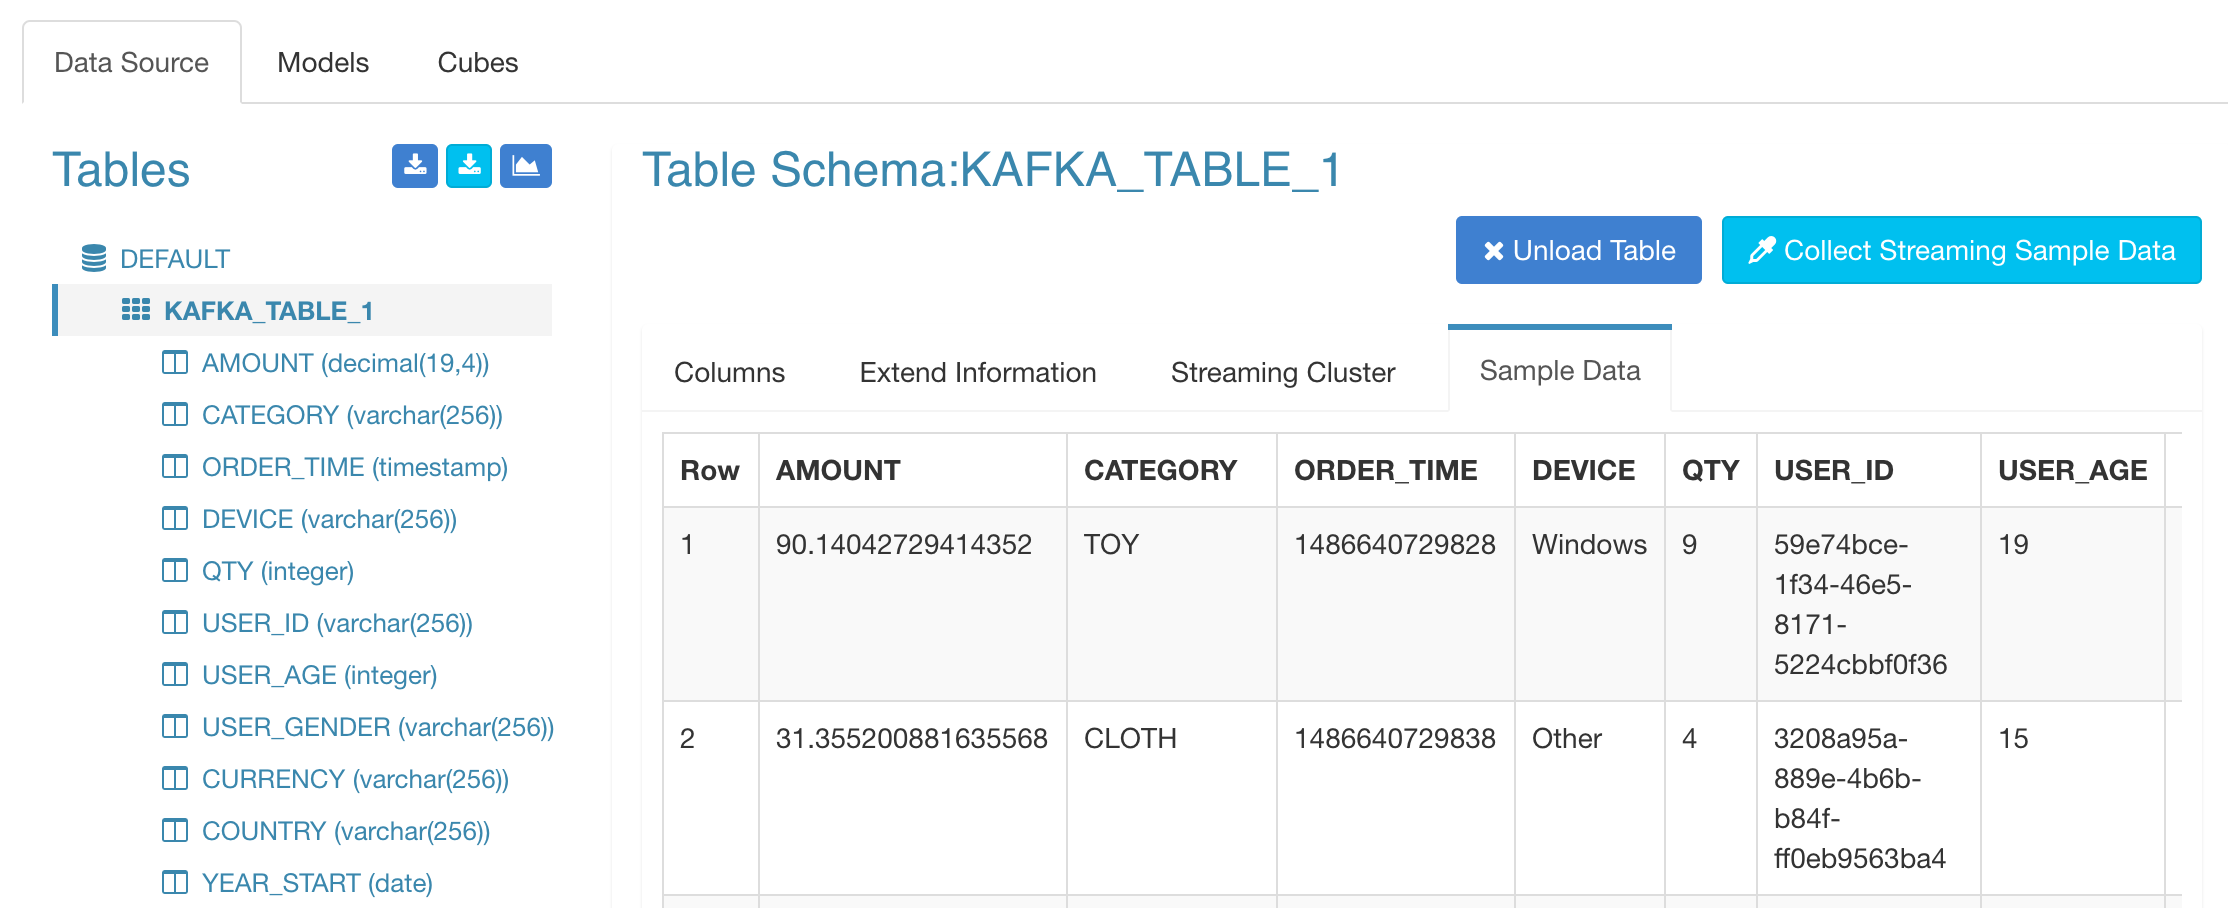 Data Source Models Cubes
Tables
DEFAULT
KAFKA_TABLE_1
AMOUNT (decimal(19,4))
CATEGORY (varchar(256))
ORDER_TIME (timestamp)
DEVICE (varchar(256))
QTY (integer)
USER_ID (varchar(256))
USER_AGE (integer)
USER_GENDER (varchar(256))
CURRENCY (varchar(256))
COUNTRY (varchar(256))
YEAR_START (date)
Table Schema:KAFKA_TABLE_1
Unload Table Collect Streaming Sample Data
Columns Extend Information Streaming Cluster Sample Data
Row AMOUNT CATEGORY ORDER_TIME DEVICE QTY USER_ID USER_AGE
1 90.14042729414352 TOY 1486640729828 Windows 9 59e74bce- 19
1f34-46e5-
8171-
5224cbbf0f36
2 31.355200881635568 CLOTH 1486640729838 Other 4 3208a95a- 15
889e-4b6b-
b84f-
ff0eb9563ba4